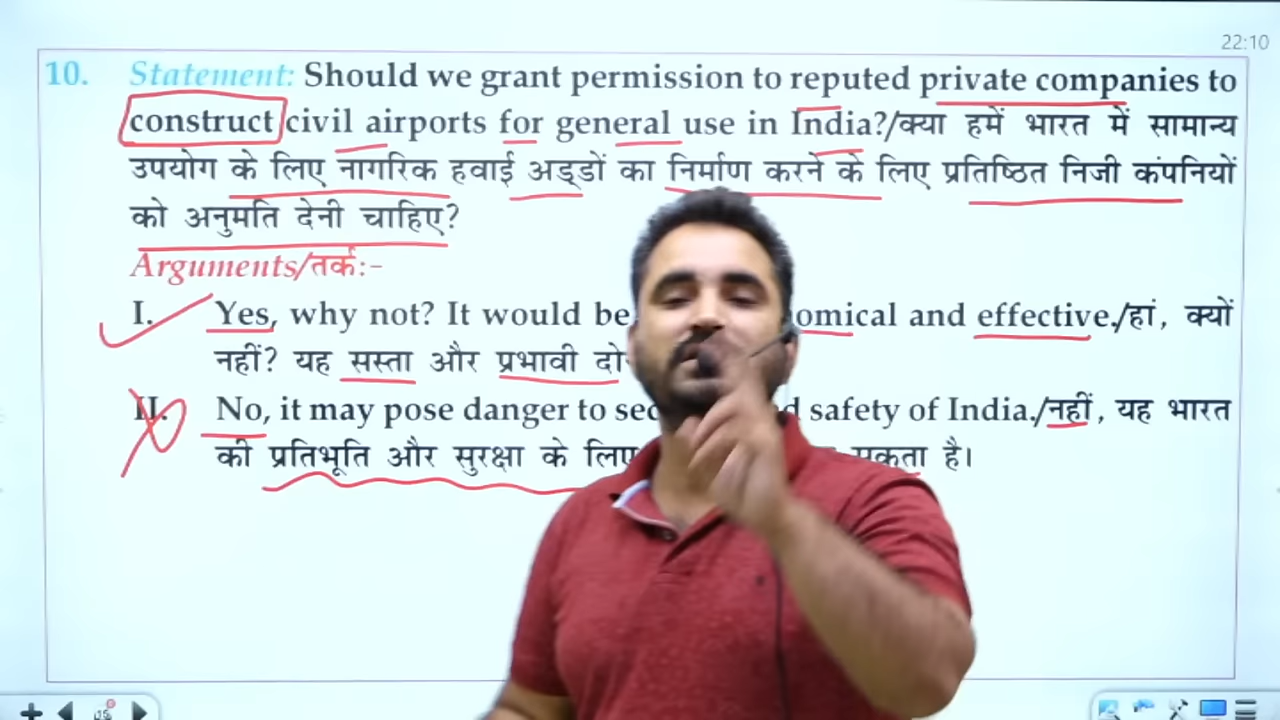 22:10
10. Statement: Should we grant permission to reputed private companies to
construct civil airports for general use in India?/क्या हमें भारत में सामान्य
उपयोग के लिए नागरिक हवाई अड्डों का निर्माण करने के लिए प्रतिष्ठित निजी कंपनियों
को अनुमति देनी चाहिए?
Arguments/तर्क:-
I. Yes, why not? It would be and effective./हां, क्यों
नहीं? यह सस्ता और प्रभावी
II. No, it may pose danger to safety of India./नहीं, यह भारत
की प्रतिभूति और सुरक्षा के लिए है।